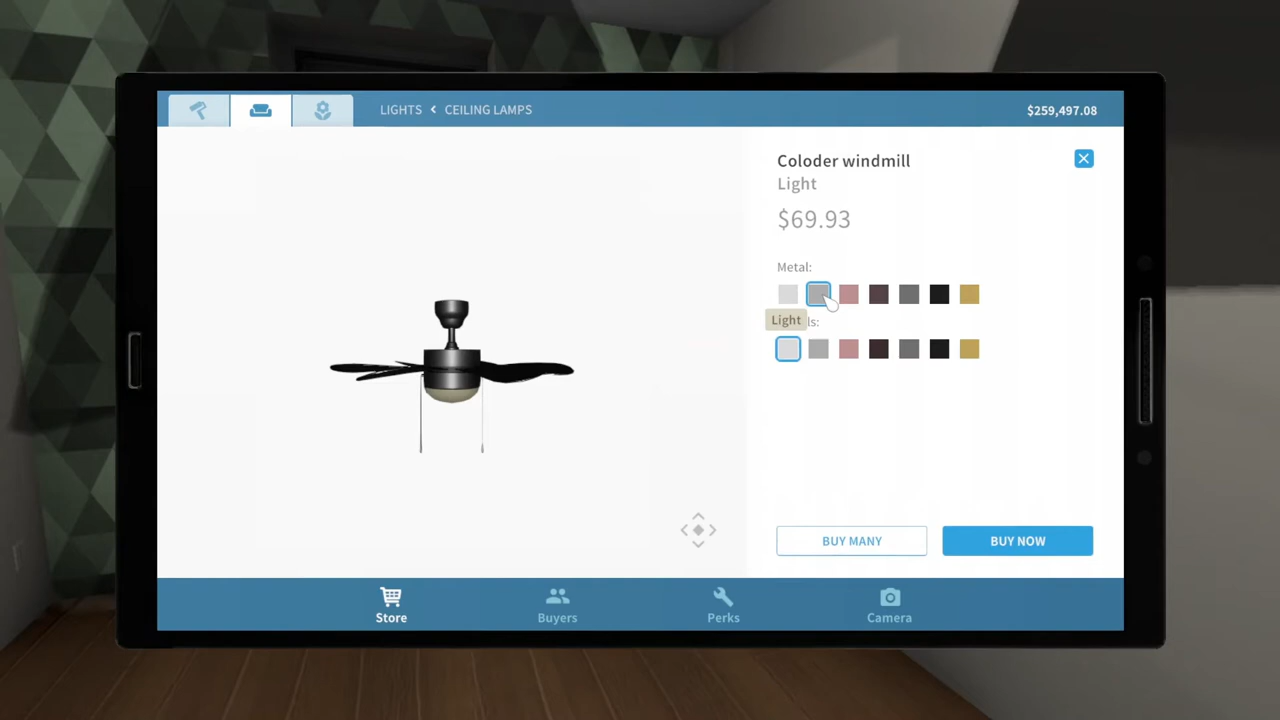 LIGHTS < CEILING LAMPS
$259,497.08
Coloder windmill
Light
$69.93
Metal:
Light
ls:
BUY MANY
BUY NOW
Store
Buyers
Perks
Camera